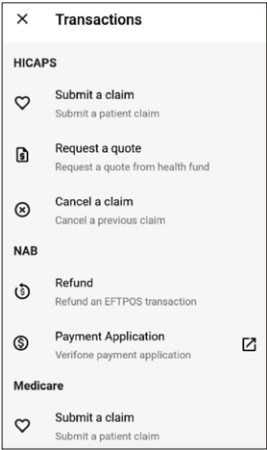 Transactions
HICAPS
Submit a claim
Submit a patient claim
Request a quote
Request a quote from health fund
Cancel a claim
Cancel a previous claim
NAB
Refund
Refund an EFTPOS transaction
Payment Application
Verifone payment application
Medicare
Submit a claim
Submit a patient claim